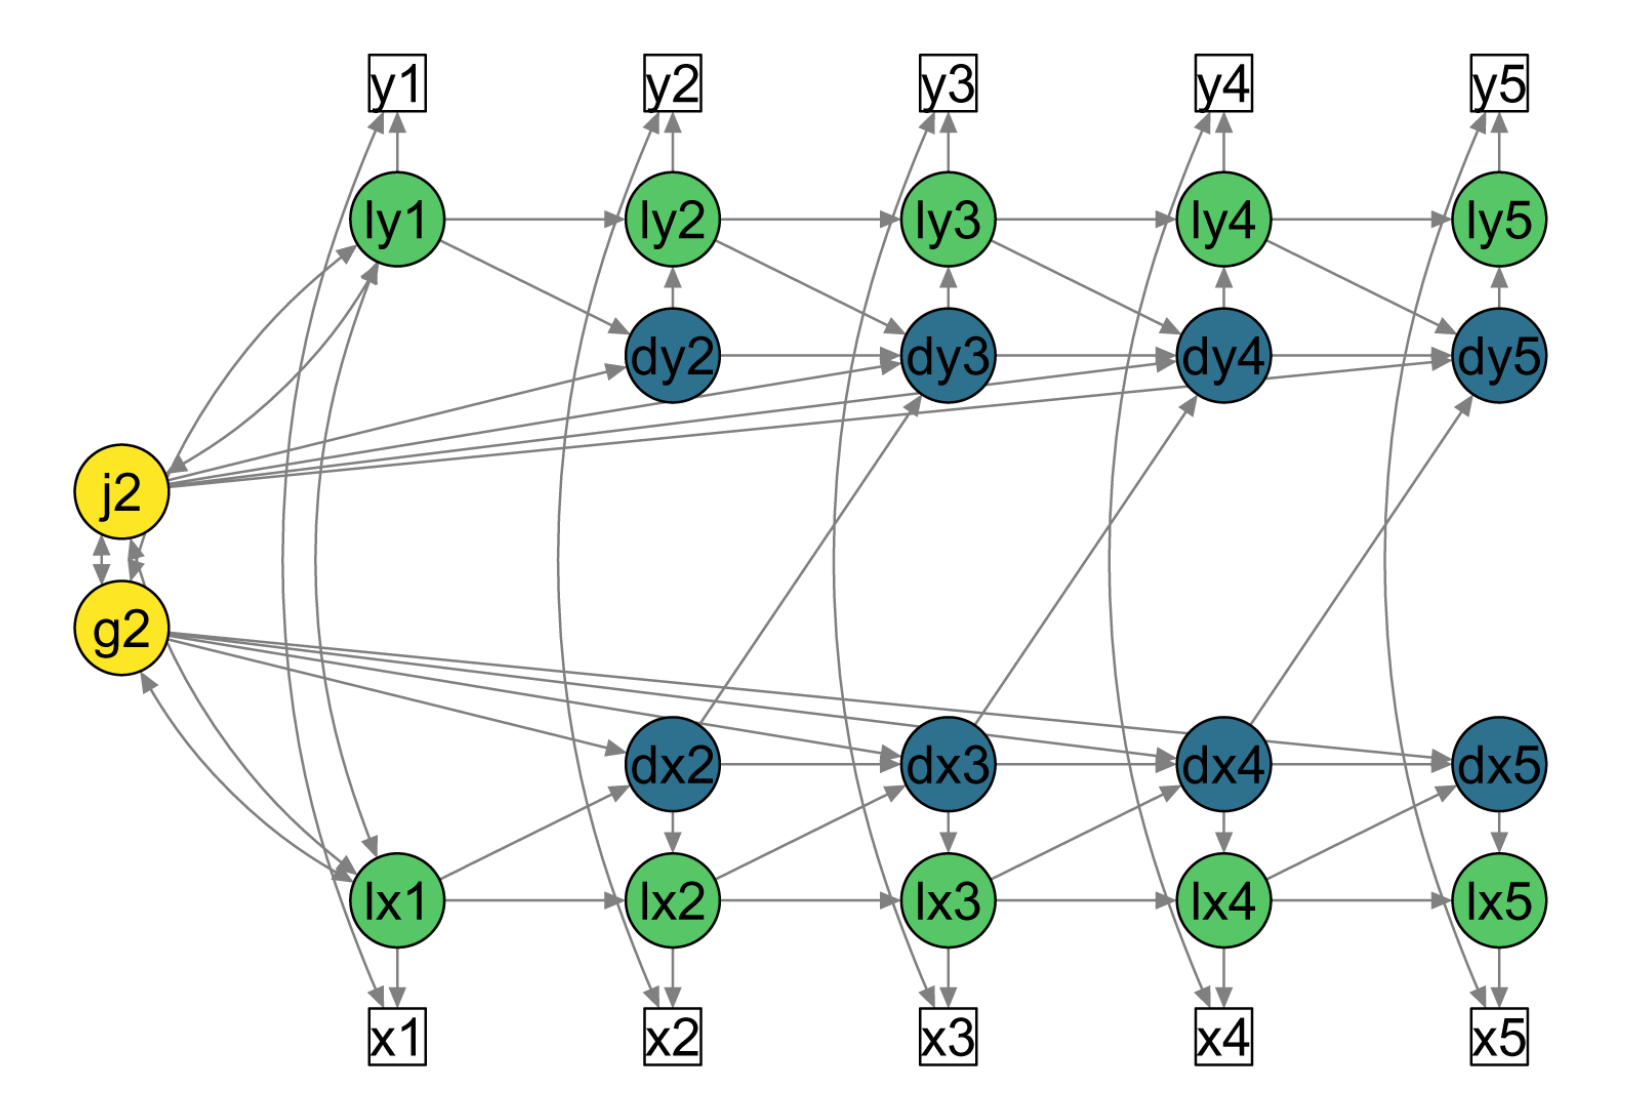 y1 y2 y3 y4 y5
ly1 ly2 ly3 ly4 ly5
dy2 dy3 dy4 dy5
j2
g2
dx2 dx3 dx4 dx5
lx1 lx2 lx3 lx4 lx5
x1 x2 x3 x4 x5